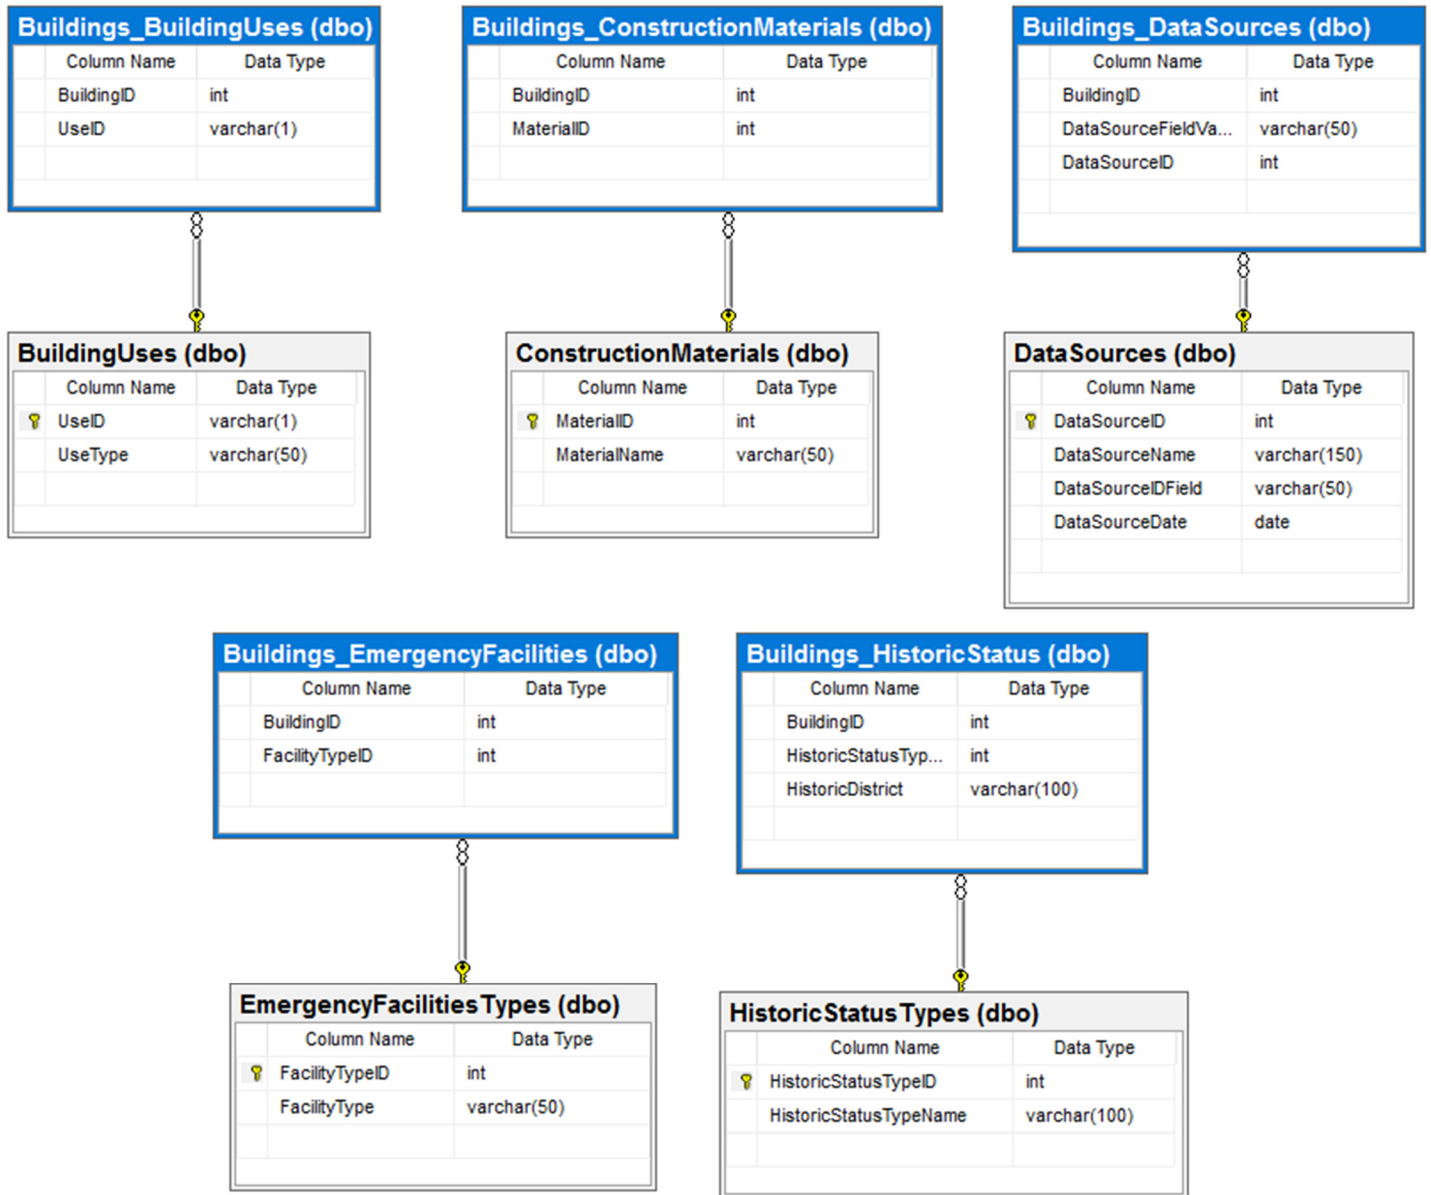 Buildings_BuildingUses (dbo)
Column Name Data Type
BuildingID int
UseID varchar(1)
Buildings_ConstructionMaterials (dbo)
Column Name Data Type
BuildingID int
MaterialID int
Buildings_DataSources (dbo)
Column Name Data Type
BuildingID int
DataSourceFieldVa... varchar(50)
DataSourceID int
BuildingUses (dbo)
Column Name Data Type
UseID varchar(1)
UseType varchar(50)
ConstructionMaterials (dbo)
Column Name Data Type
MaterialID int
MaterialName varchar(50)
DataSources (dbo)
Column Name Data Type
DataSourceID int
DataSourceName varchar(150)
DataSourceIDField varchar(50)
DataSourceDate date
Buildings_EmergencyFacilities (dbo)
Column Name Data Type
BuildingID int
FacilityTypeID int
Buildings_HistoricStatus (dbo)
Column Name Data Type
BuildingID int
HistoricStatusTyp... int
HistoricDistrict varchar(100)
EmergencyFacilitiesTypes (dbo)
Column Name Data Type
FacilityTypeID int
FacilityType varchar(50)
HistoricStatusTypes (dbo)
Column Name Data Type
HistoricStatusTypeID int
HistoricStatusTypeName varchar(100)